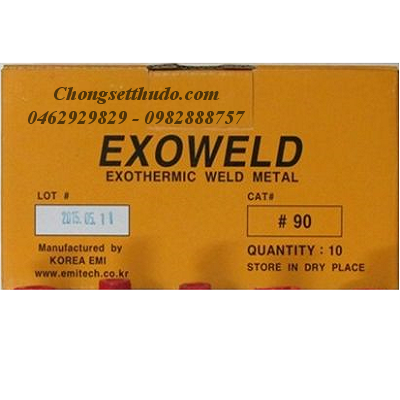 Chongsetthudo.com
0462929829 - 0982888757
EXOWELD
EXOTHERMIC WELD METAL
LOT #
CAT#
2015.05.11
# 90
Manufactured by
KOREA EMI
www.emitech.co.kr
QUANTITY : 10
STORE IN DRY PLACE